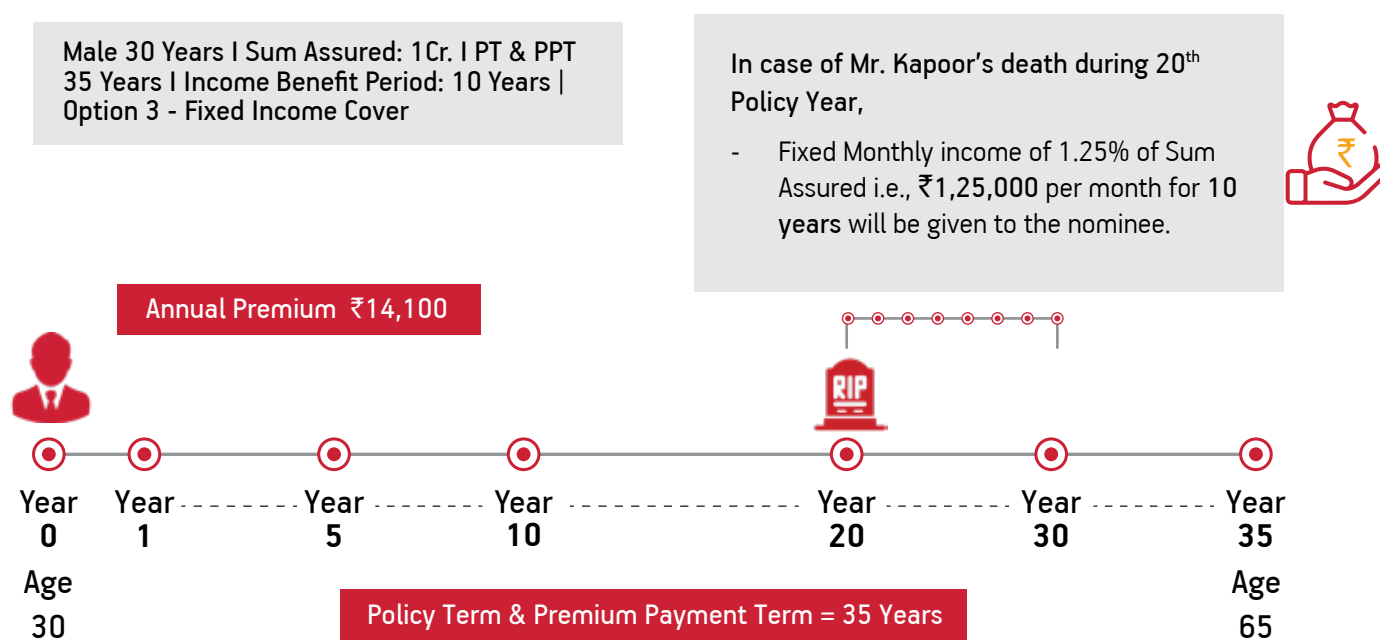 Male 30 Years I Sum Assured: 1Cr. I PT & PPT
35 Years I Income Benefit Period: 10 Years |
Option 3 - Fixed Income Cover
In case of Mr. Kapoor's death during 20th
Policy Year,
- Fixed Monthly income of 1.25% of Sum
Assured i.e., ₹1,25,000 per month for 10
years will be given to the nominee.
₹
Annual Premium ₹14,100
RIP
Year Year Year Year Year Year Year
0 1 5 10 20 30 35
Age Age
30 65
Policy Term & Premium Payment Term = 35 Years